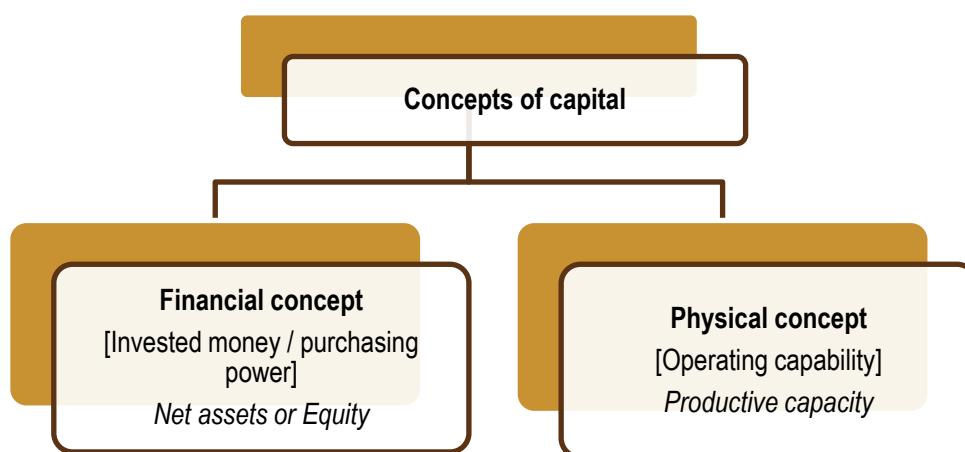 Concepts of capital
Financial concept
[Invested money / purchasing
power]
Net assets or Equity
Physical concept
[Operating capability]
Productive capacity